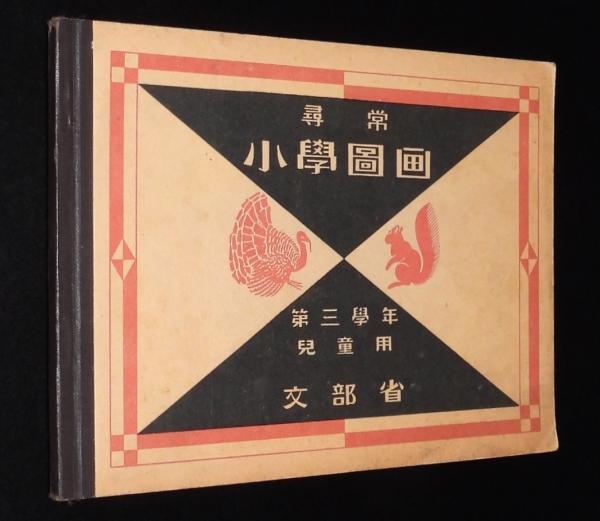 尋常
小學圖画
第三學年
兒童用
文部省